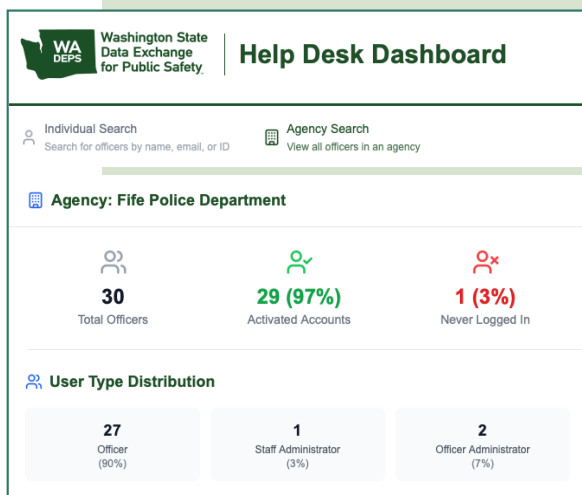 WA
DEPS
Washington State
Data Exchange
for Public Safety.
Help Desk Dashboard
Individual Search
Search for officers by name, email, or ID
Agency Search
View all officers in an agency
Agency: Fife Police Department
30
Total Officers
29 (97%)
Activated Accounts
1 (3%)
Never Logged In
User Type Distribution
27
Officer
(90%)
1
Staff Administrator
(3%)
2
Officer Administrator
(7%)